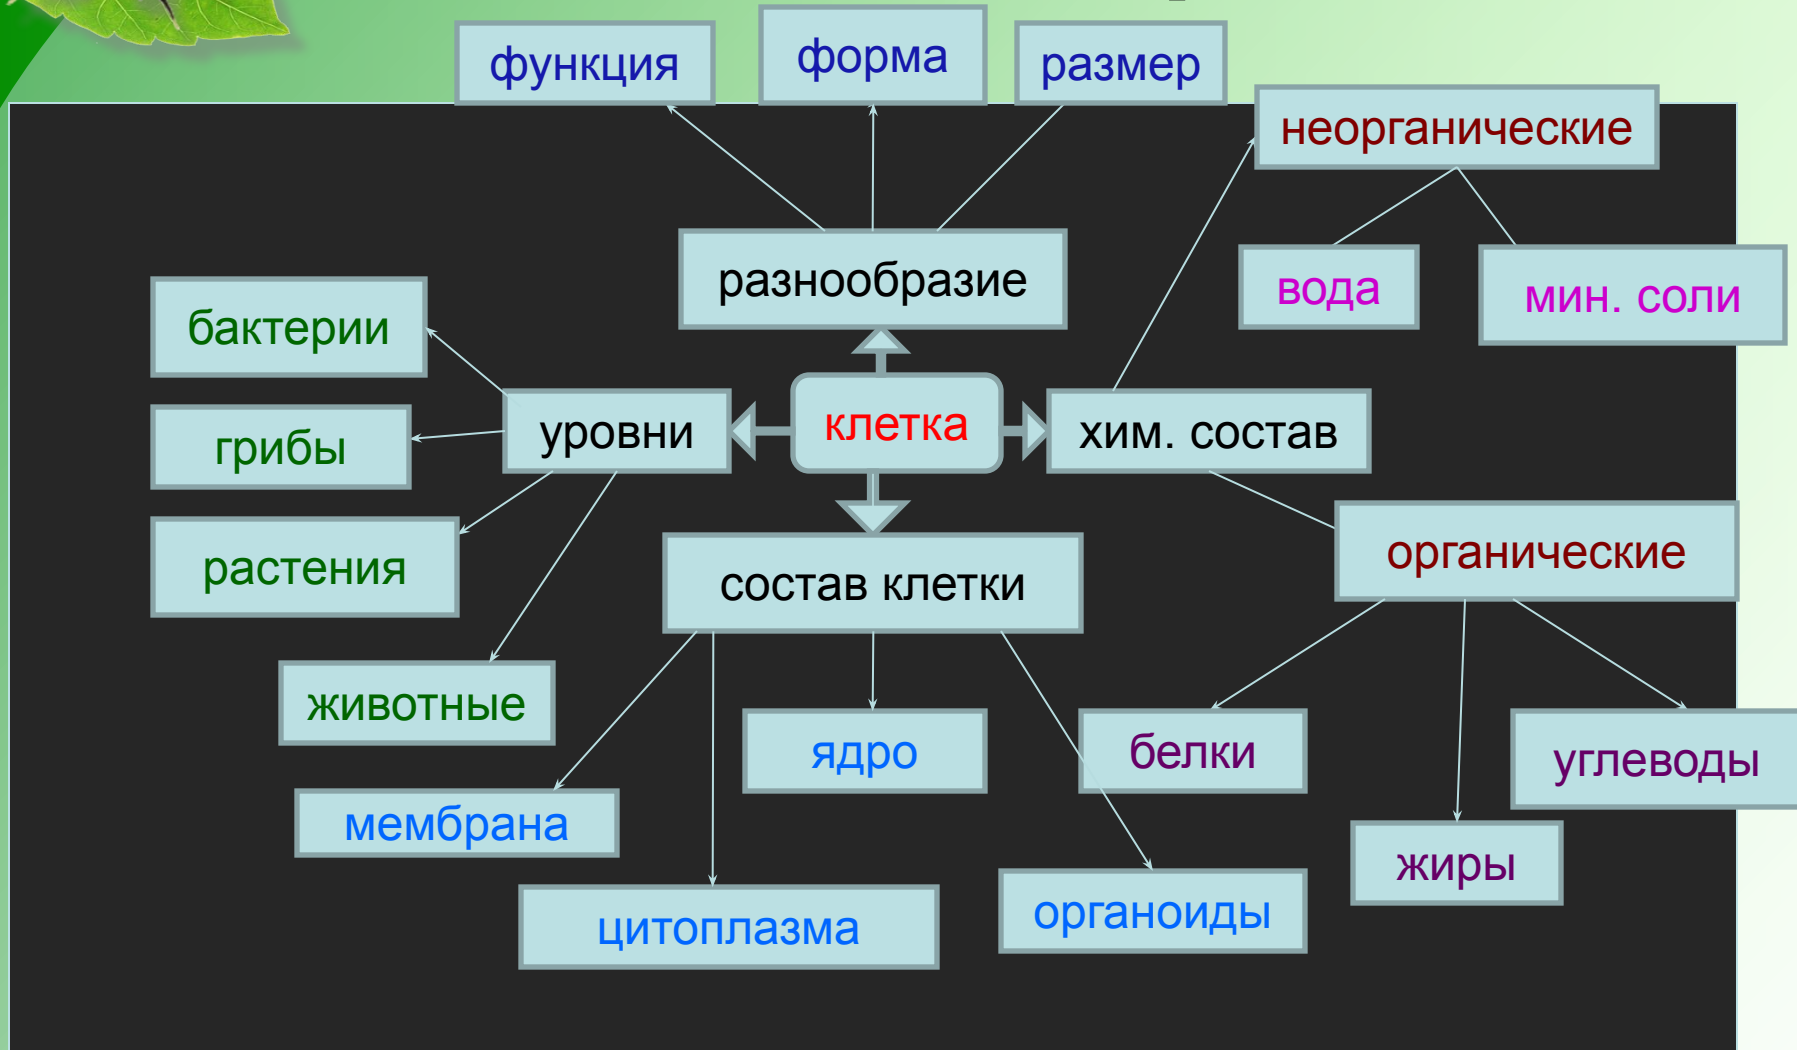 функция
форма
размер
неорганические
разнообразие
вода
мин. соли
бактерии
уровни
клетка
хим. состав
грибы
растения
состав клетки
органические
животные
ядро
белки
углеводы
мембрана
жиры
цитоплазма
органоиды